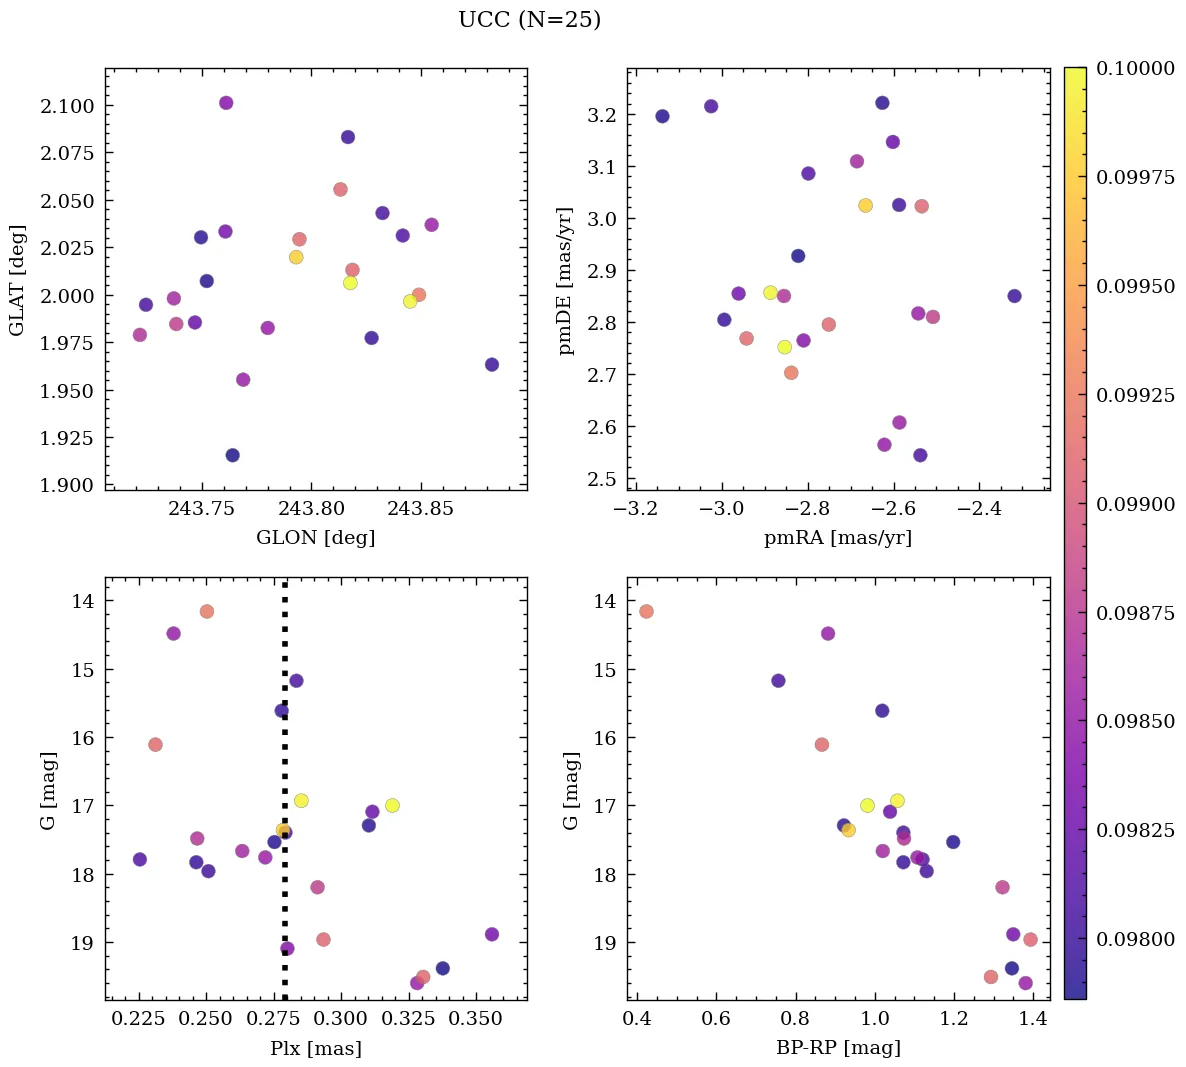 UCC (N=25)
2.100
2.075
2.050
2.025
2.000
1.975
1.950
1.925
1.900
GLAT [deg]
243.75 243.80 243.85
GLON [deg]
3.2
3.1
3.0
2.9
2.8
2.7
2.6
2.5
pmDE [mas/yr]
−3.2 −3.0 −2.8 −2.6 −2.4
pmRA [mas/yr]
14
15
16
17
18
19
G [mag]
0.225 0.250 0.275 0.300 0.325 0.350
Plx [mas]
14
15
16
17
18
19
G [mag]
0.4 0.6 0.8 1.0 1.2 1.4
BP-RP [mag]
0.10000
0.09975
0.09950
0.09925
0.09900
0.09875
0.09850
0.09825
0.09800